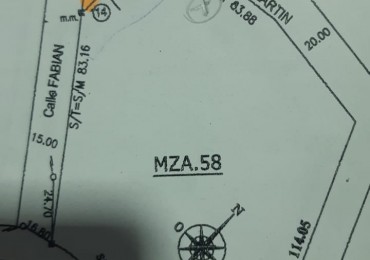 m.m.
14
ARTIN
63.88
20.00
Calle FABIAN
S/T=S/M 83,16
15.00
MZA.58
24.70
O
N
114.05